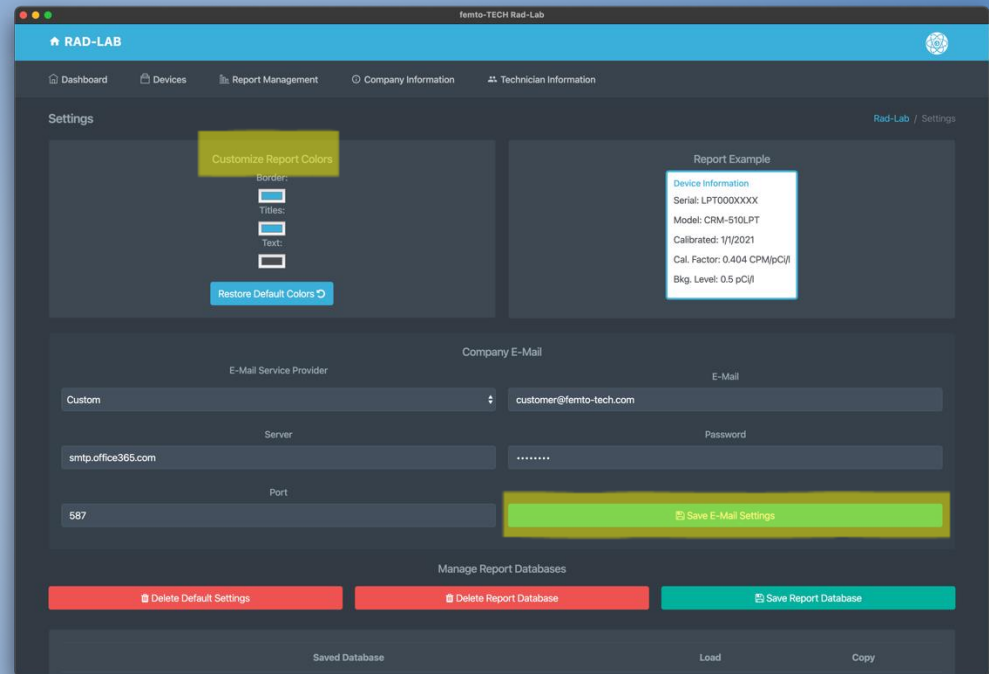 femto-TECH Rad-Lab
RAD-LAB
Dashboard
Devices
Report Management
Company Information
Technician Information
Settings
Rad-Lab / Settings
Customize Report Colors
Border:
Titles:
Text:
Restore Default Colors
Report Example
Device Information
Serial: LPT000XXXX
Model: CRM-510LPT
Calibrated: 1/1/2021
Cal. Factor: 0.404 CPM/pCi/l
Bkg. Level: 0.5 pCi/l
Company E-Mail
E-Mail Service Provider
Custom
E-Mail
customer@femto-tech.com
Server
smtp.office365.com
Password
••••••••
Port
587
Save E-Mail Settings
Manage Report Databases
Delete Default Settings
Delete Report Database
Save Report Database
Saved Database
Load
Copy